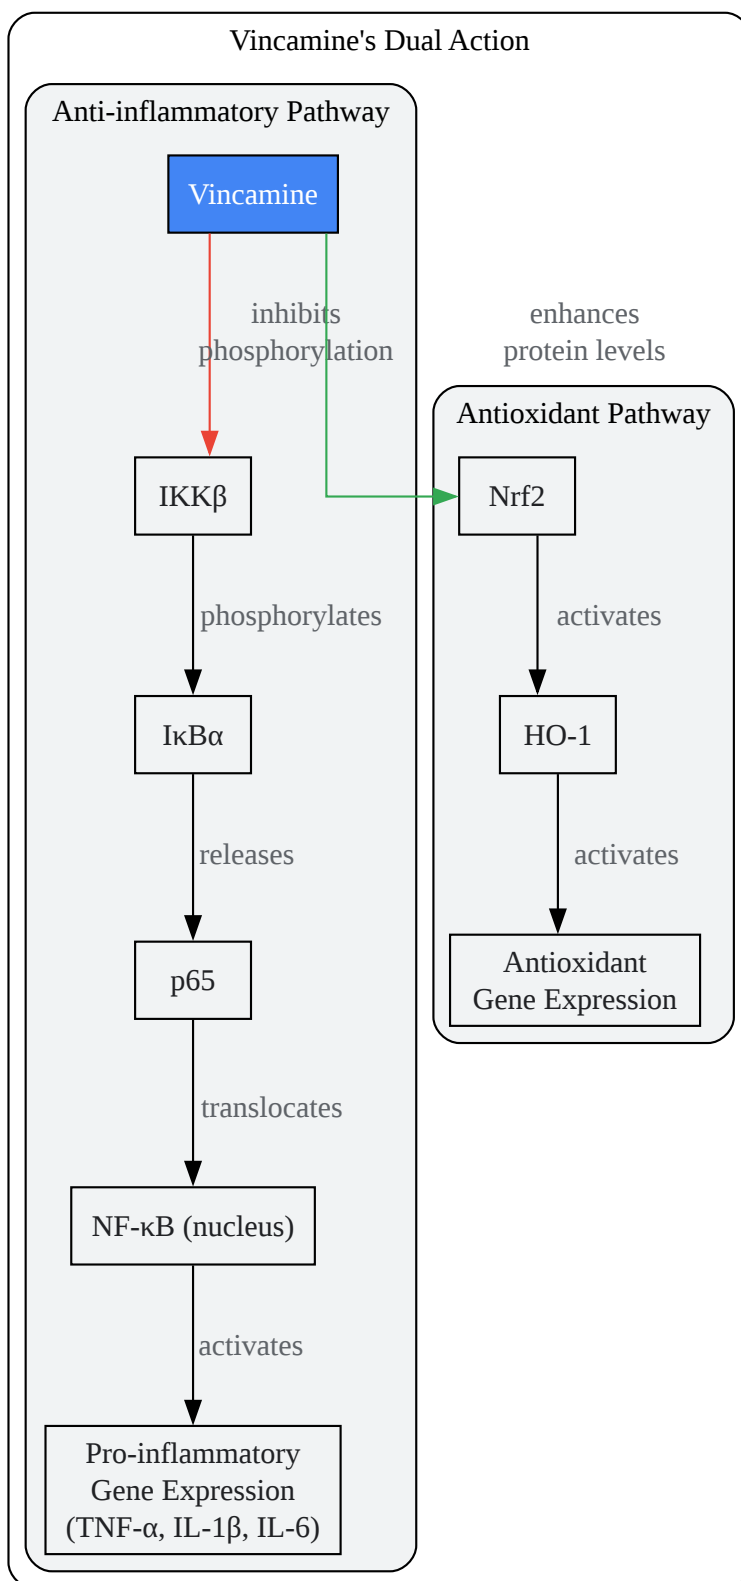 Vincamine's Dual Action
Anti-inflammatory Pathway
Vincamine
inhibits
phosphorylation
enhances
protein levels
Antioxidant Pathway
IKKβ
Nrf2
phosphorylates
activates
IκBα
HO-1
releases
activates
p65
Antioxidant
Gene Expression
translocates
NF-κB (nucleus)
activates
Pro-inflammatory
Gene Expression
(TNF-α, IL-1β, IL-6)